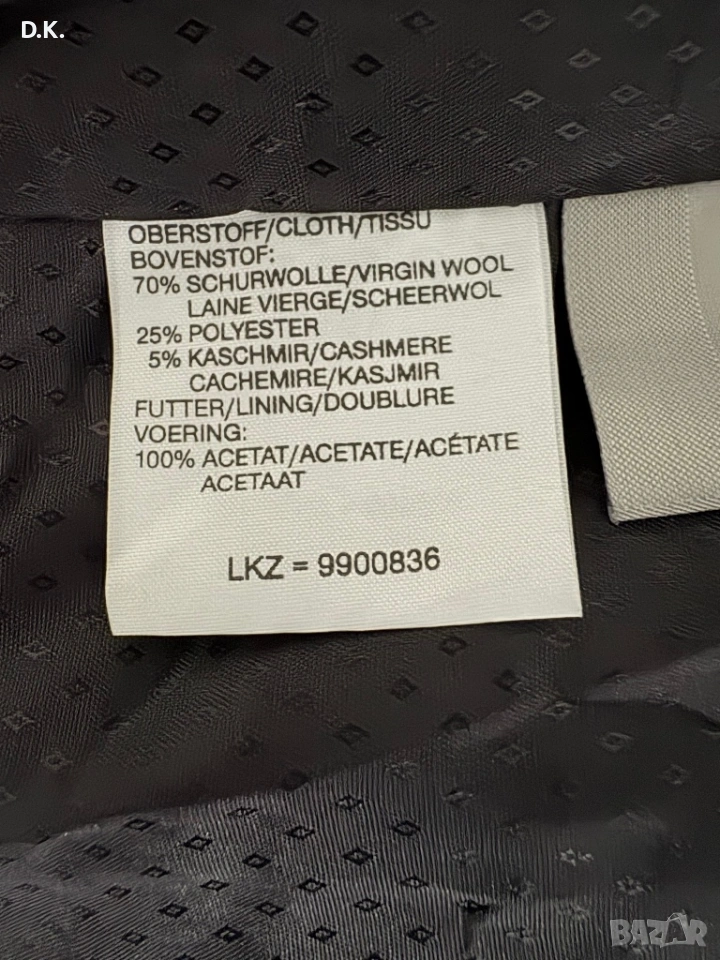 D.K.
OBERSTOFF/CLOTH/TISSU
BOVENSTOF:
70% SCHURWOLLE/VIRGIN WOOL
LAINE VIERGE/SCHEERWOL
25% POLYESTER
5% KASCHMIR/CASHMERE
CACHEMIRE/KASJMIR
FUTTER/LINING/DOUBLURE
VOERING:
100% ACETAT/ACETATE/ACÉTATE
ACETAAT
LKZ = 9900836
BAZAR